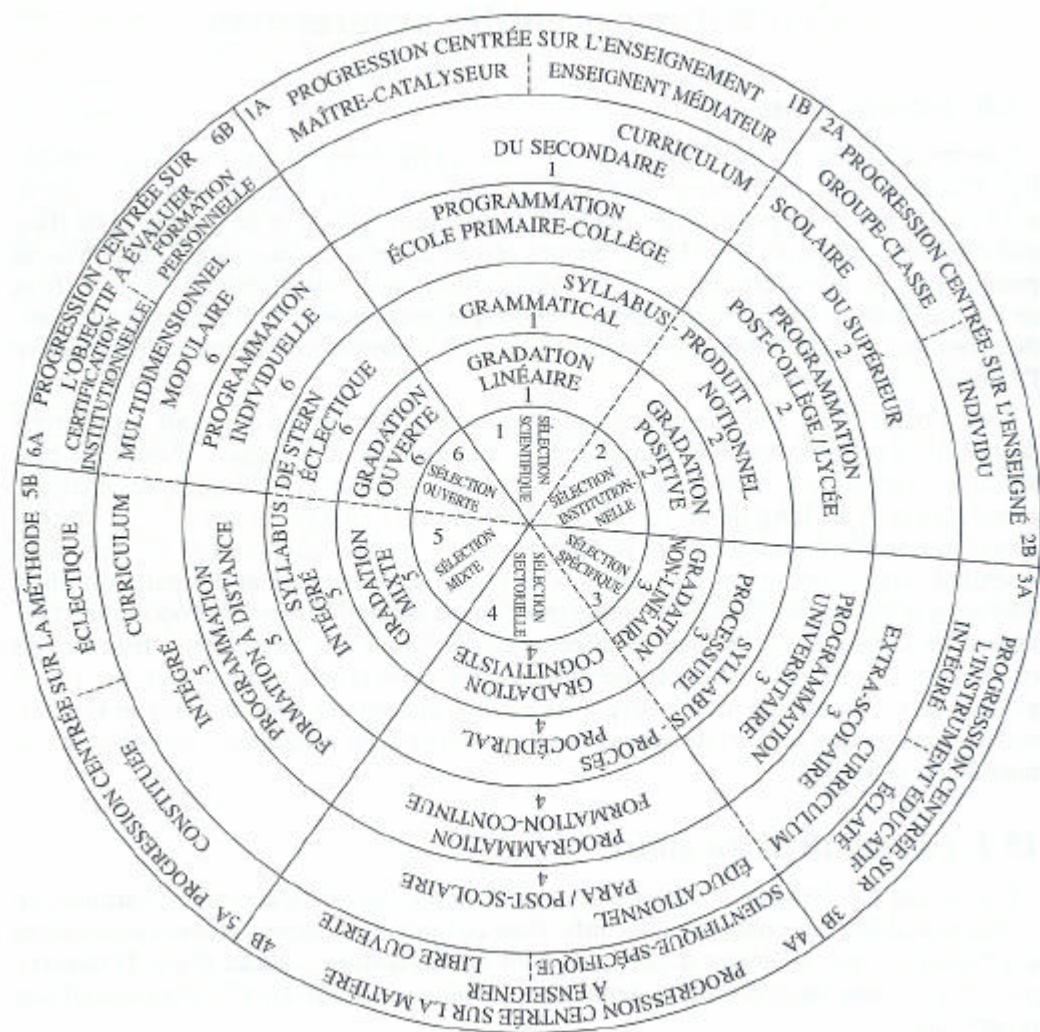 PROGRESSION CENTRÉE SUR L'ENSEIGNEMENT
1A
MAÎTRE-CATALYSEUR
ENSEIGNENT MÉDIATEUR
1B
CURRICULUM
DU SECONDAIRE
1
PROGRAMMATION
ÉCOLE PRIMAIRE-COLLÈGE
SYLLABUS - PRODUIT
GRAMMATICAL
1
GRADATION
LINÉAIRE
1
1
SÉLECTION
SCIENTIFIQUE
2A
PROGRESSION CENTRÉE SUR L'ENSEIGNÉ
2B
GROUPE-CLASSE
INDIVIDU
SCOLAIRE
DU SUPÉRIEUR
2
PROGRAMMATION
POST-COLLÈGE / LYCÉE
2
NOTIONNEL
2
GRADATION
POSITIVE
2
2
SÉLECTION
INSTITUTION-
NELLE
3A
PROGRESSION CENTRÉE SUR
L'INSTRUMENT ÉDUCATIF
INTÉGRÉ
ÉCLATÉ
3B
EXTRA-SCOLAIRE
3
CURRICULUM
PROGRAMMATION
UNIVERSITAIRE
3
SYLLABUS - PROCÈS
PROCESSUEL
3
GRADATION
NON-LINÉAIRE
3
SÉLECTION
SPÉCIFIQUE
3
4A
PROGRESSION CENTRÉE SUR LA MATIÈRE
À ENSEIGNER
4B
SCIENTIFIQUE-SPÉCIFIQUE
LIBRE OUVERTE
ÉDUCATIONNEL
PARA / POST-SCOLAIRE
4
PROGRAMMATION
FORMATION-CONTINUE
4
PROCÉDURAL
4
GRADATION
COGNITIVISTE
4
SÉLECTION
SECTORIELLE
4
5A
PROGRESSION CENTRÉE SUR LA MÉTHODE
5B
CONSTITUÉE
ÉCLECTIQUE
CURRICULUM
INTÉGRÉ
5
PROGRAMMATION
FORMATION À DISTANCE
5
SYLLABUS DE STERN
INTÉGRÉ
5
GRADATION
MIXTE
5
5
SÉLECTION
MIXTE
6A
PROGRESSION CENTRÉE SUR
L'OBJECTIF À ÉVALUER
6B
CERTIFICATION
INSTITUTIONNELLE
FORMATION
PERSONNELLE
MULTIDIMENSIONNEL
MODULAIRE
6
PROGRAMMATION
INDIVIDUELLE
6
ÉCLECTIQUE
GRADATION
OUVERTE
6
6
SÉLECTION
OUVERTE